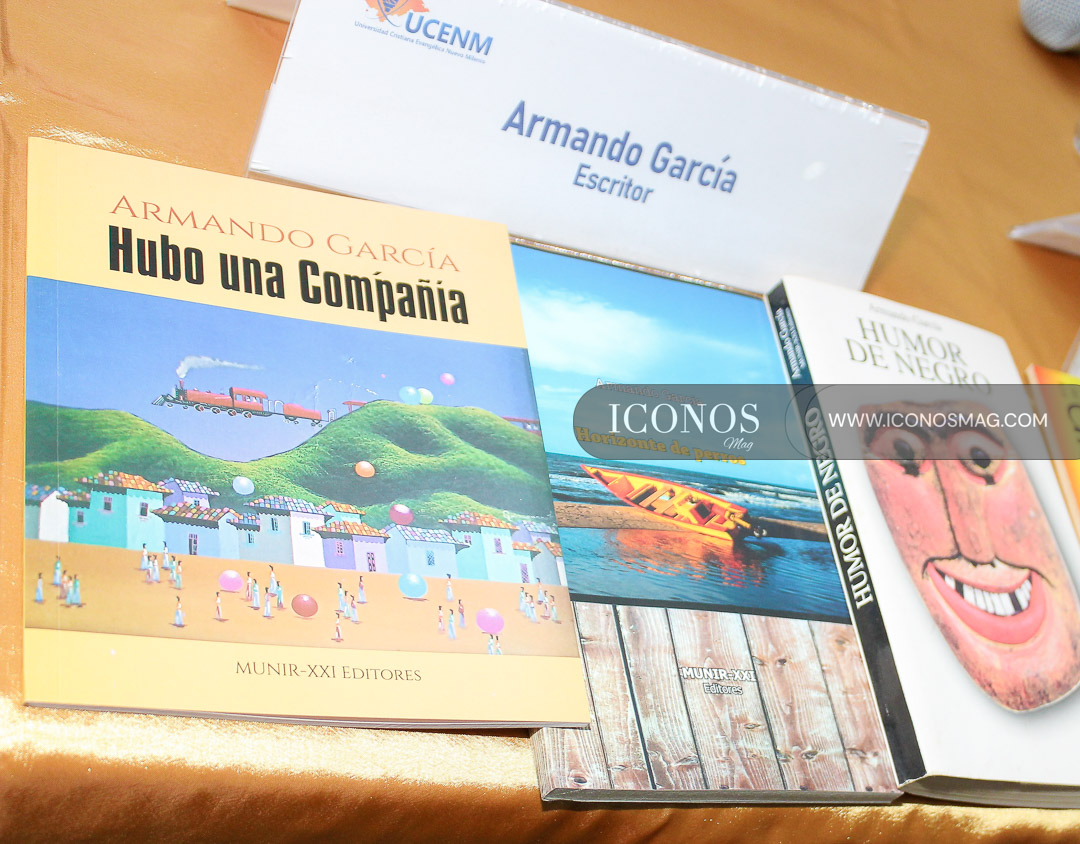 UCENM
Universidad Cristiana Evangélica Nuevo Milenio
Armando García
Escritor
ARMANDO GARCÍA
Hubo una Compañía
MUNIR-XXI EDITORES
Armando García
Horizonte de perros
MUNIR-XXI
Editores
Armando García
HUMOR DE NEGRO
Armando García
HUMOR
DE NEGRO
ICONOS
Mag
WWW.ICONOSMAG.COM